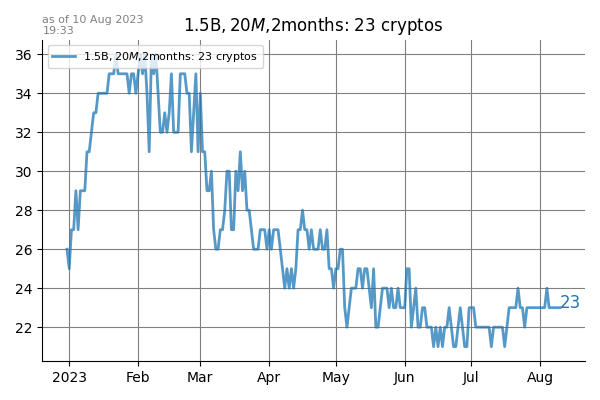 as of 10 Aug 2023
19:33
1.5B, 20M,2months: 23 cryptos
1.5B, 20M,2months: 23 cryptos
36
34
32
30
28
26
24
22
23
2023 Feb Mar Apr May Jun Jul Aug